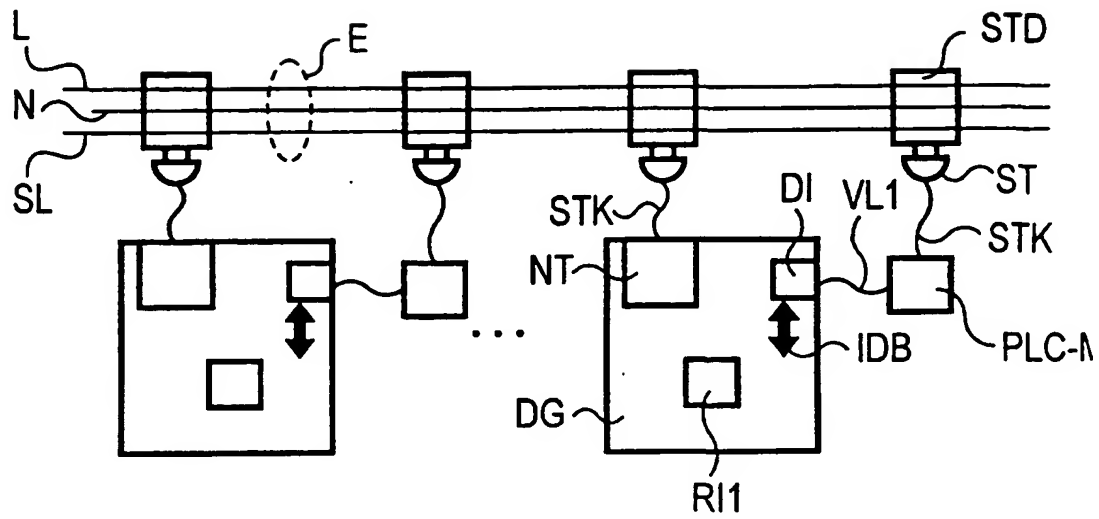 L
E
STD
N
SL
ST
STK
DI
VL1
STK
NT
IDB
PLC-M
DG
RI1
...